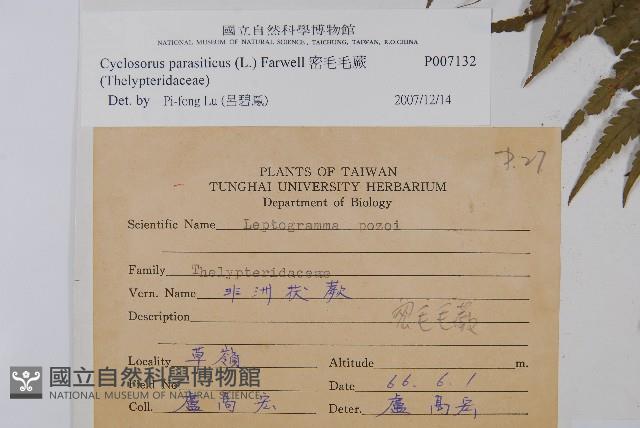 國立自然科學博物館
NATIONAL MUSEUM OF NATURAL SCIENCE, TAICHUNG, TAIWAN, R.O.CHINA
Cyclosorus parasiticus (L.) Farwell 密毛毛蕨 P007132
(Thelypteridaceae)
Det. by Pi-fong Lu (呂碧鳳) 2007/12/14
P.27
PLANTS OF TAIWAN
TUNGHAI UNIVERSITY HERBARIUM
Department of Biology
Scientific Name Leptogramma pozoi
Family Thelypteridaceae
Vern. Name 非洲茯蕨
Description 密毛毛蕨
Locality 草嶺 Altitude m.
Field No. Date 66.6.1
Coll. 盧高宏 Deter. 盧高宏
國立自然科學博物館
NATIONAL MUSEUM OF NATURAL SCIENCE